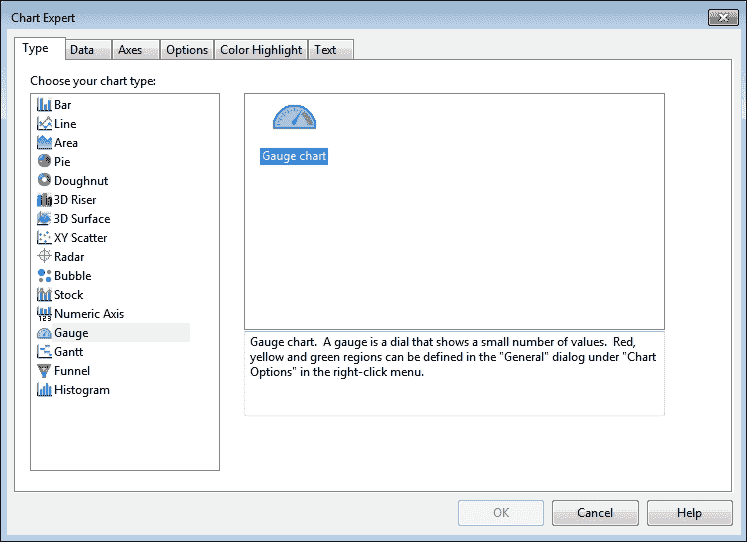 Chart Expert
Type Data Axes Options Color Highlight Text
Choose your chart type:
Bar
Line
Area
Pie
Doughnut
3D Riser
3D Surface
XY Scatter
Radar
Bubble
Stock
Numeric Axis
Gauge
Gantt
Funnel
Histogram
Gauge chart
Gauge chart. A gauge is a dial that shows a small number of values. Red,
yellow and green regions can be defined in the "General" dialog under "Chart
Options" in the right-click menu.
OK Cancel Help